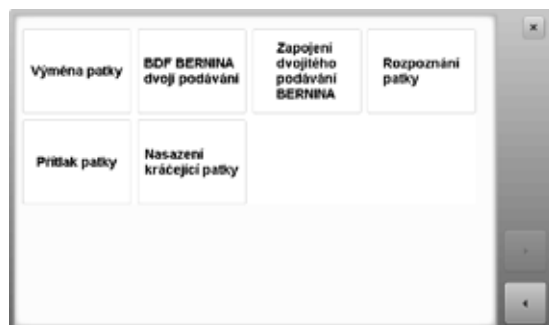 Výměna patky
BDF BERNINA
dvojí podávání
Zapojení
dvojitého
podávání
BERNINA
Rozpoznání
patky
Přítlak patky
Nasazení
kráčející patky